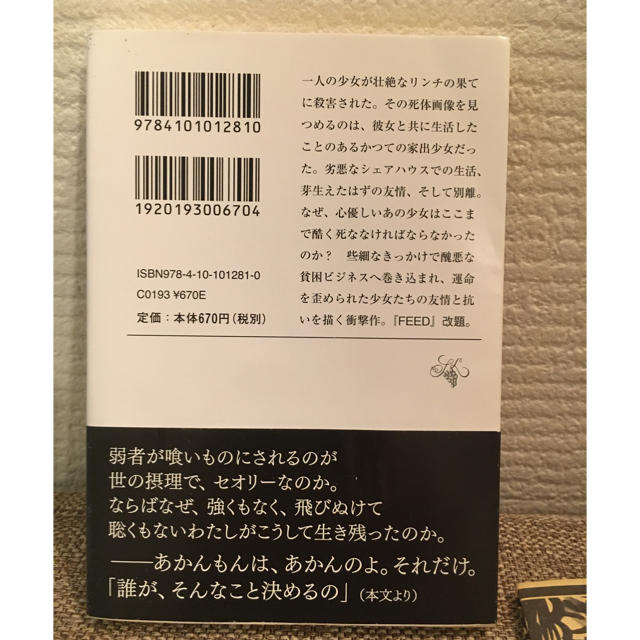 9784101012810
1920193006704
ISBN978-4-10-101281-0
C0193 ¥670E
定価：本体670円（税別）
一人の少女が壮絶なリンチの果て
に殺害された。その死体画像を見
つめるのは、彼女と共に生活した
ことのあるかつての家出少女だっ
た。劣悪なシェアハウスでの生活、
芽生えたはずの友情、そして別離。
なぜ、心優しいあの少女はここま
で酷く死ななければならなかった
のか？　些細なきっかけで醜悪な
貧困ビジネスへ巻き込まれ、運命
を歪められた少女たちの友情と抗
いを描く衝撃作。『FEED』改題。
弱者が喰いものにされるのが
世の摂理で、セオリーなのか。
ならばなぜ、強くもなく、飛びぬけて
聡くもないわたしがこうして生き残ったのか。
――あかんもんは、あかんのよ。それだけ。
「誰が、そんなこと決めるの」（本文より）